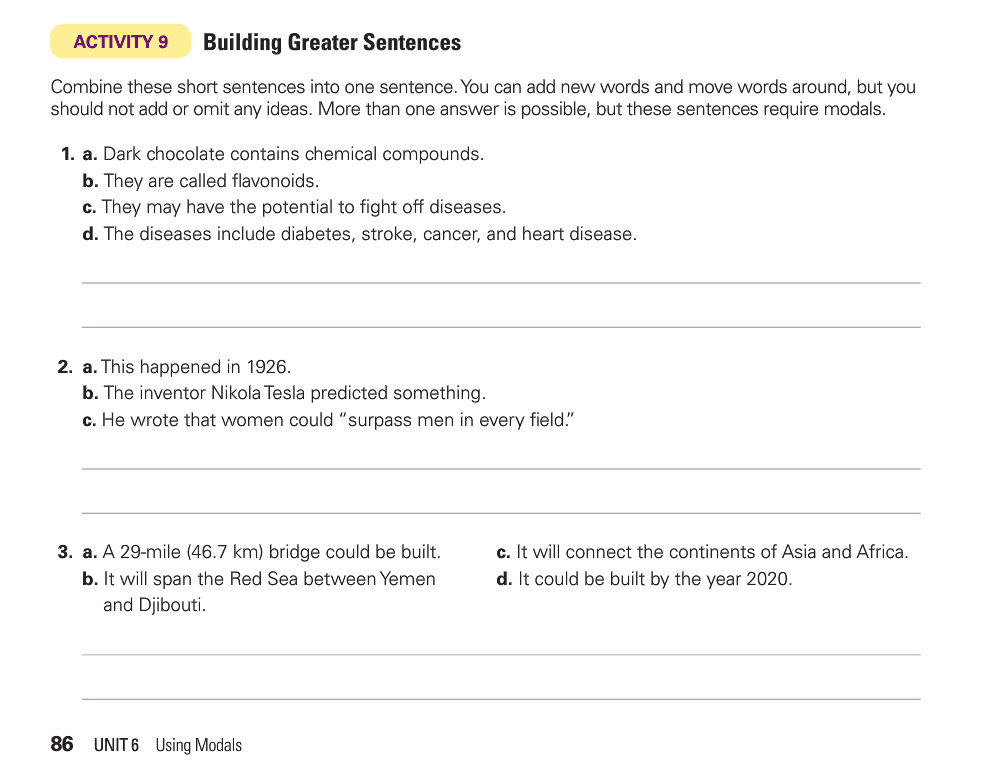 ACTIVITY 9 Building Greater Sentences
Combine these short sentences into one sentence. You can add new words and move words around, but you
should not add or omit any ideas. More than one answer is possible, but these sentences require modals.
1. a. Dark chocolate contains chemical compounds.
b. They are called flavonoids.
c. They may have the potential to fight off diseases.
d. The diseases include diabetes, stroke, cancer, and heart disease.
2. a. This happened in 1926.
b. The inventor Nikola Tesla predicted something.
c. He wrote that women could “surpass men in every field.”
3. a. A 29-mile (46.7 km) bridge could be built.
b. It will span the Red Sea between Yemen
and Djibouti.
c. It will connect the continents of Asia and Africa.
d. It could be built by the year 2020.
86 UNIT 6 Using Modals